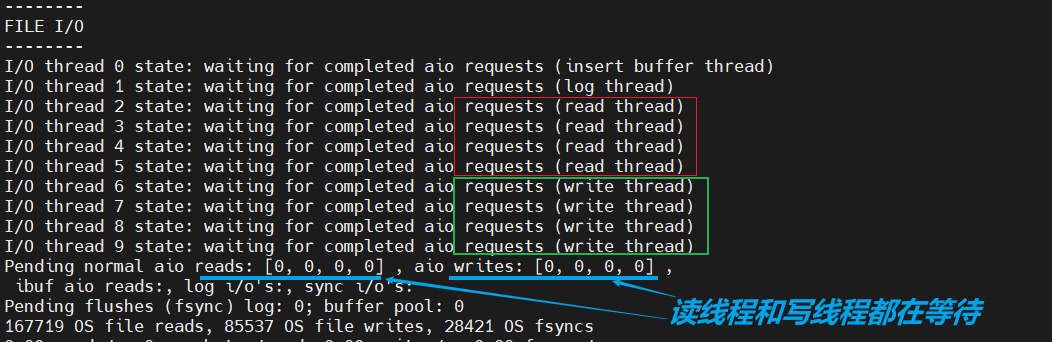 --------
FILE I/O
--------
I/O thread 0 state: waiting for completed aio requests (insert buffer thread)
I/O thread 1 state: waiting for completed aio requests (log thread)
I/O thread 2 state: waiting for completed aio requests (read thread)
I/O thread 3 state: waiting for completed aio requests (read thread)
I/O thread 4 state: waiting for completed aio requests (read thread)
I/O thread 5 state: waiting for completed aio requests (read thread)
I/O thread 6 state: waiting for completed aio requests (write thread)
I/O thread 7 state: waiting for completed aio requests (write thread)
I/O thread 8 state: waiting for completed aio requests (write thread)
I/O thread 9 state: waiting for completed aio requests (write thread)
Pending normal aio reads: [0, 0, 0, 0] , aio writes: [0, 0, 0, 0] ,
ibuf aio reads:, log i/o's:, sync i/o's:
Pending flushes (fsync) log: 0; buffer pool: 0
读线程和写线程都在等待
167719 OS file reads, 85537 OS file writes, 28421 OS fsyncs